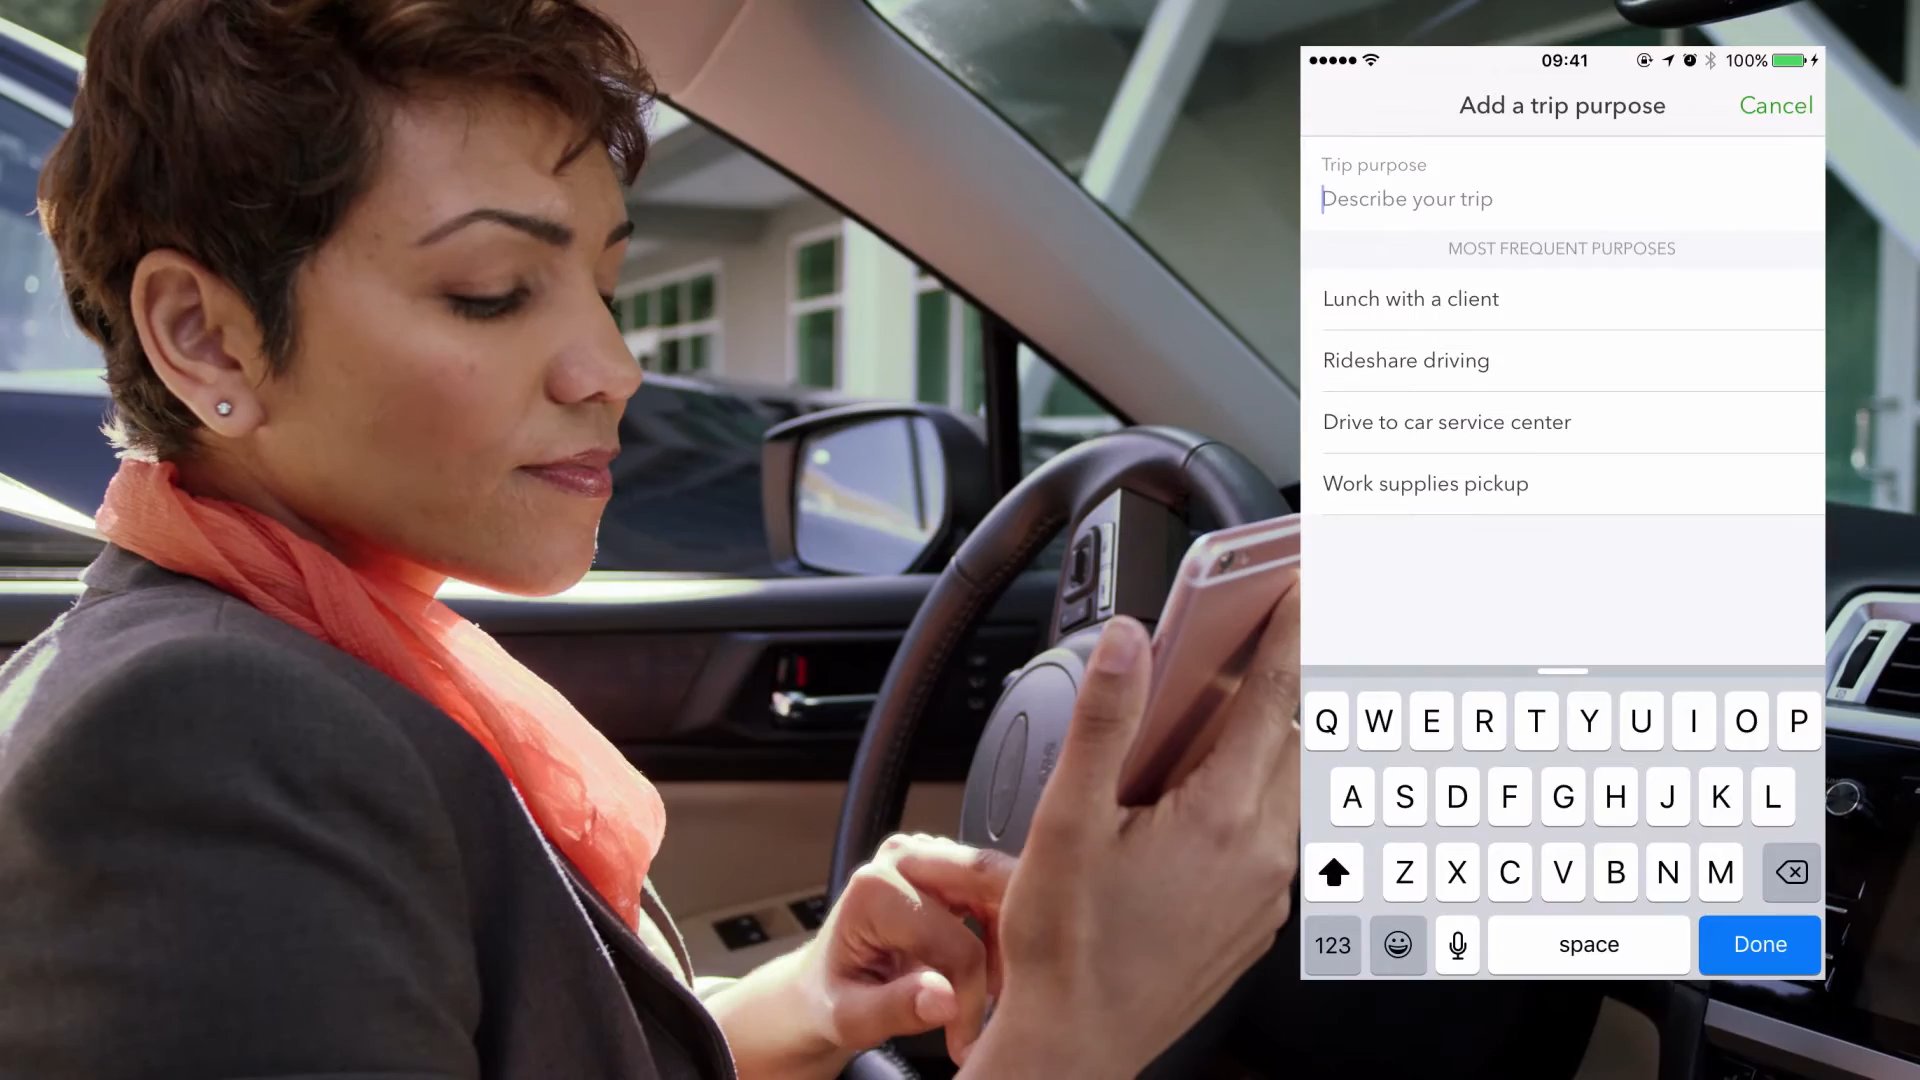 09:41
100%
Add a trip purpose
Cancel
Trip purpose
Describe your trip
MOST FREQUENT PURPOSES
Lunch with a client
Rideshare driving
Drive to car service center
Work supplies pickup
Q W E R T Y U I O P
A S D F G H J K L
Z X C V B N M
123
space
Done